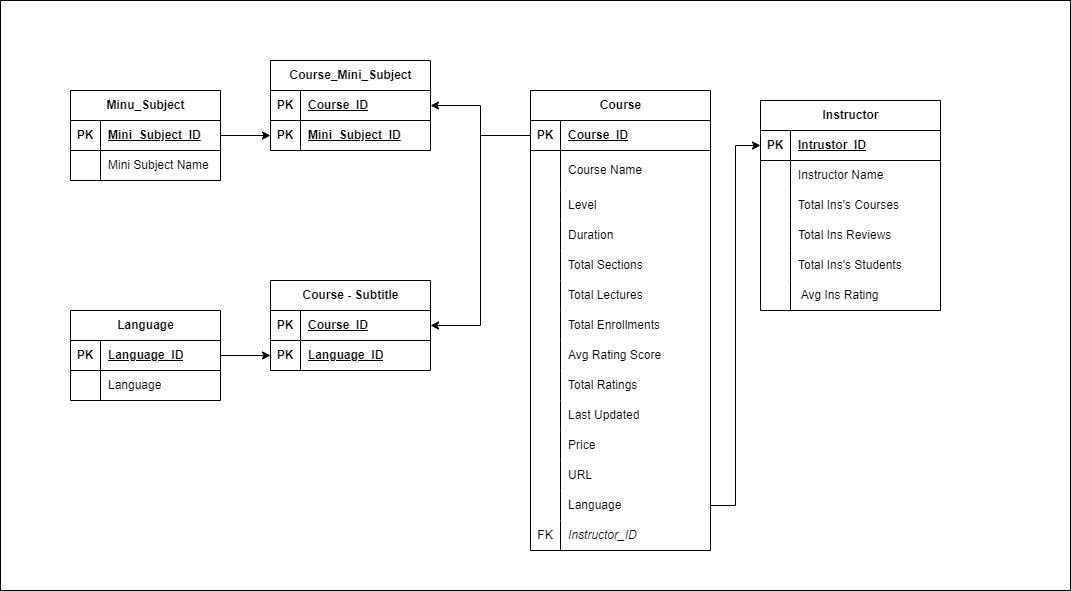 Minu_Subject
PK Mini_Subject_ID
Mini Subject Name
Course_Mini_Subject
PK Course_ID
PK Mini_Subject_ID
Language
PK Language_ID
Language
Course - Subtitle
PK Course_ID
PK Language_ID
Course
PK Course_ID
Course Name
Level
Duration
Total Sections
Total Lectures
Total Enrollments
Avg Rating Score
Total Ratings
Last Updated
Price
URL
Language
FK Instructor_ID
Instructor
PK Intrustor_ID
Instructor Name
Total Ins's Courses
Total Ins Reviews
Total Ins's Students
Avg Ins Rating